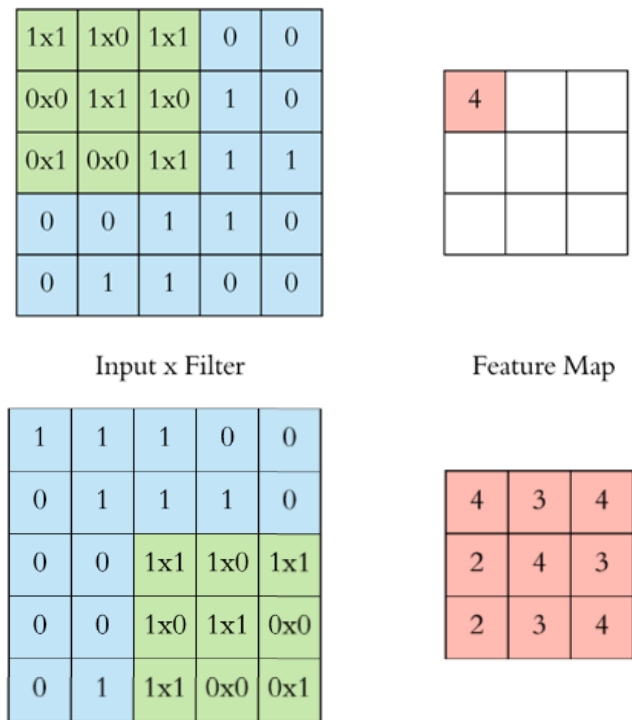 1x1 1x0 1x1 0 0
0x0 1x1 1x0 1 0
0x1 0x0 1x1 1 1
0 0 1 1 0
0 1 1 0 0
4
Input x Filter
Feature Map
1 1 1 0 0
0 1 1 1 0
0 0 1x1 1x0 1x1
0 0 1x0 1x1 0x0
0 1 1x1 0x0 0x1
4 3 4
2 4 3
2 3 4